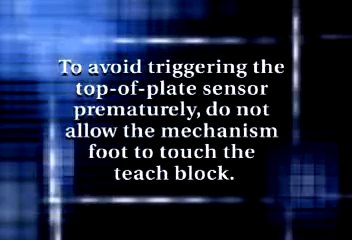 To avoid triggering the
top-of-plate sensor
prematurely, do not
allow the mechanism
foot to touch the
teach block.